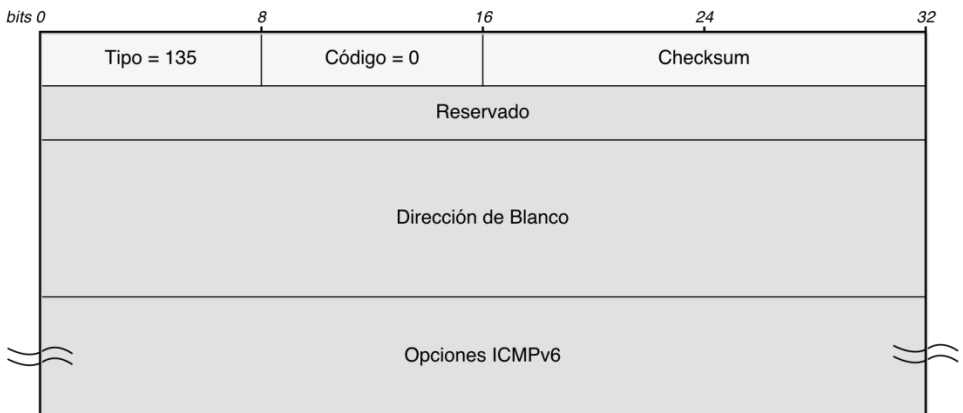 bits 0 8 16 24 32
Tipo = 135 Código = 0 Checksum
Reservado
Dirección de Blanco
Opciones ICMPv6